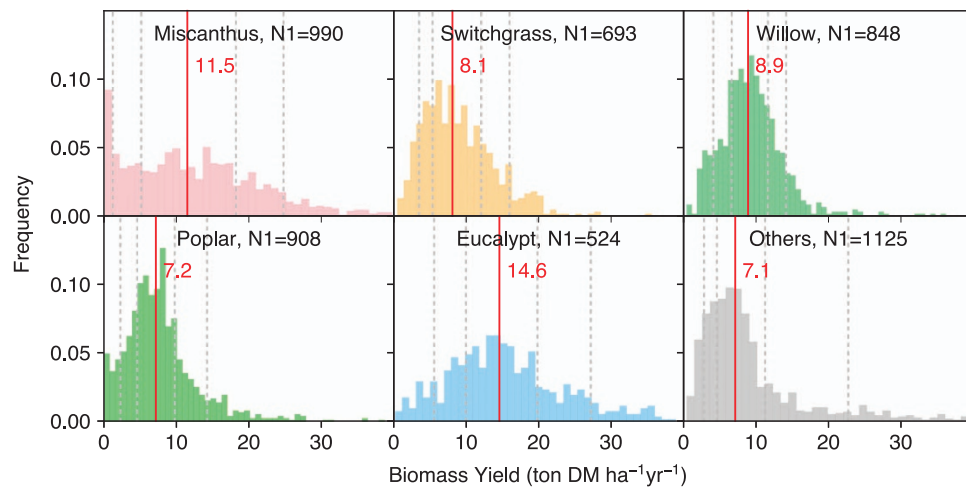 Miscanthus, N1=990
11.5
Switchgrass, N1=693
8.1
Willow, N1=848
8.9
0.10
0.05
0.00
Poplar, N1=908
7.2
Eucalypt, N1=524
14.6
Others, N1=1125
7.1
0.10
0.05
0.00
0 10 20 30 0 10 20 30 0 10 20 30
Frequency
Biomass Yield (ton DM ha⁻¹yr⁻¹)